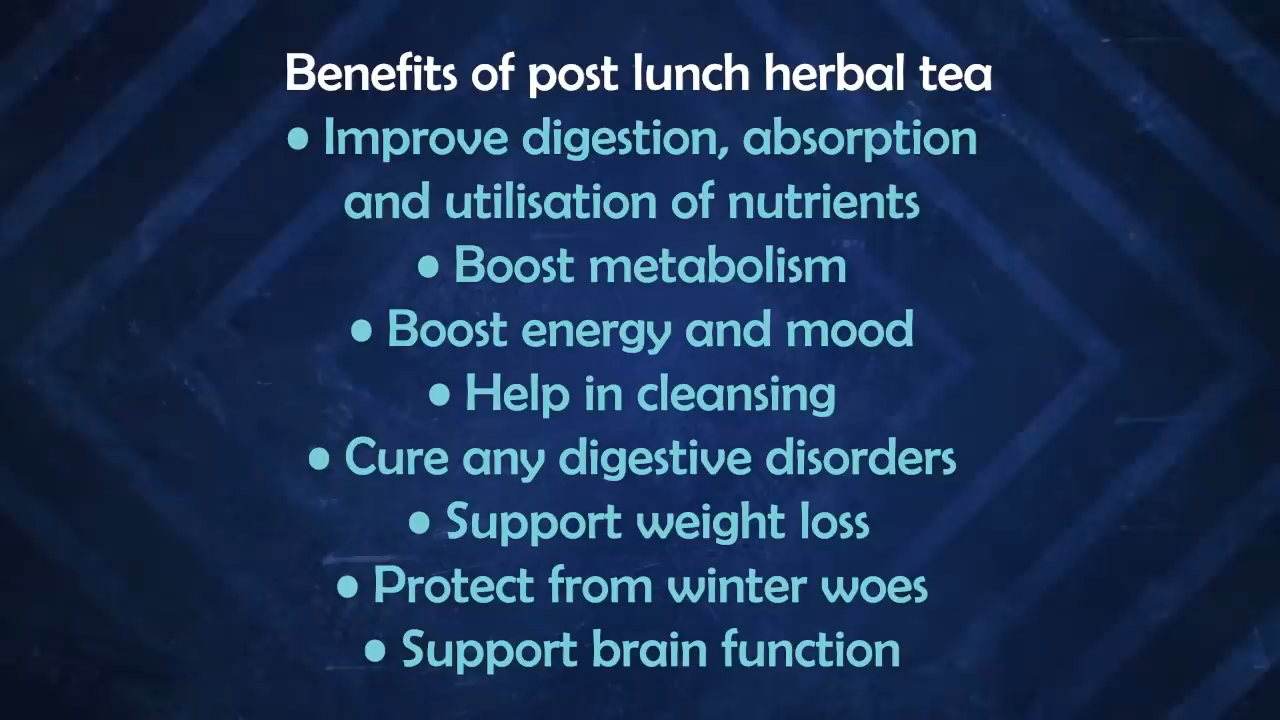 Benefits of post lunch herbal tea
• Improve digestion, absorption
and utilisation of nutrients
• Boost metabolism
• Boost energy and mood
• Help in cleansing
• Cure any digestive disorders
• Support weight loss
• Protect from winter woes
• Support brain function